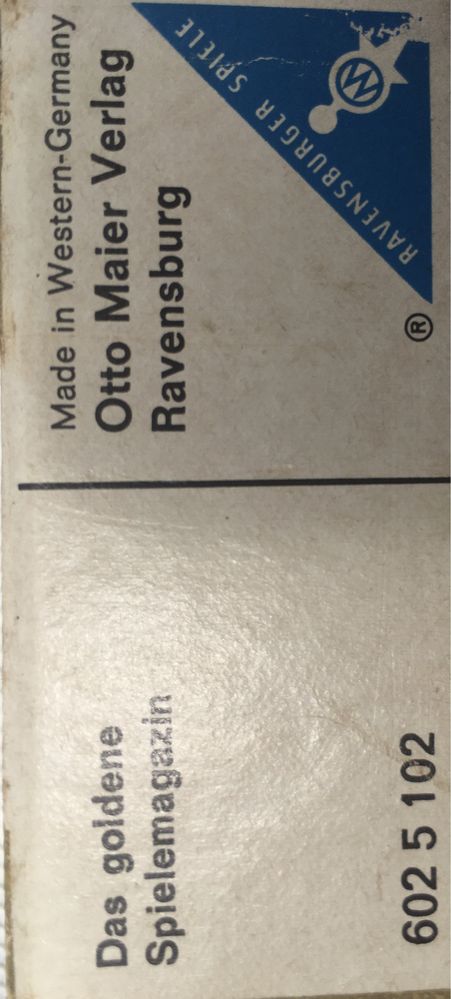 Das goldene
Spielemagazin
602 5 102
Made in Western-Germany
Otto Maier Verlag
Ravensburg
RAVENSBURGER SPIELE
®